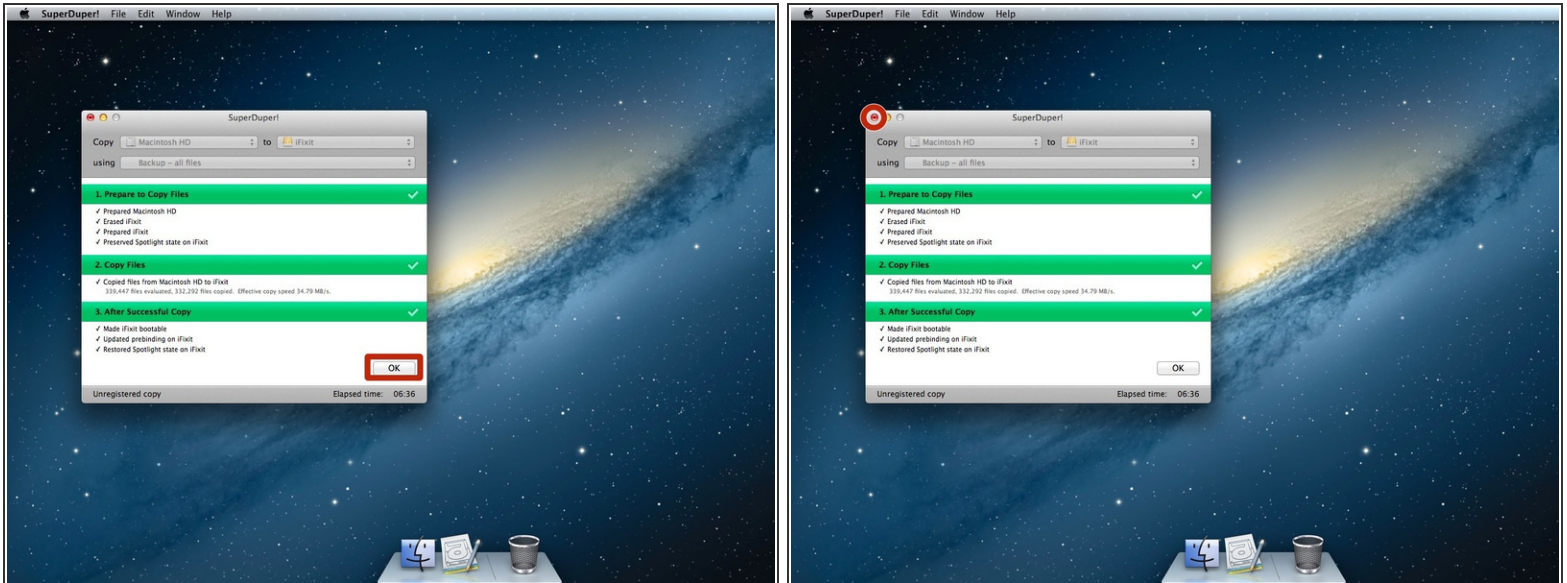 SuperDuper! File Edit Window Help
SuperDuper!
Copy Macintosh HD to iFixit
using Backup – all files
1. Prepare to Copy Files
✓ Prepared Macintosh HD
✓ Erased iFixit
✓ Prepared iFixit
✓ Preserved Spotlight state on iFixit
2. Copy Files
✓ Copied files from Macintosh HD to iFixit
339,447 files evaluated, 332,292 files copied. Effective copy speed 34.79 MB/s.
3. After Successful Copy
✓ Made iFixit bootable
✓ Updated prebinding on iFixit
✓ Restored Spotlight state on iFixit
OK
Unregistered copy Elapsed time: 06:36
SuperDuper! File Edit Window Help
SuperDuper!
Copy Macintosh HD to iFixit
using Backup – all files
1. Prepare to Copy Files
✓ Prepared Macintosh HD
✓ Erased iFixit
✓ Prepared iFixit
✓ Preserved Spotlight state on iFixit
2. Copy Files
✓ Copied files from Macintosh HD to iFixit
339,447 files evaluated, 332,292 files copied. Effective copy speed 34.79 MB/s.
3. After Successful Copy
✓ Made iFixit bootable
✓ Updated prebinding on iFixit
✓ Restored Spotlight state on iFixit
OK
Unregistered copy Elapsed time: 06:36